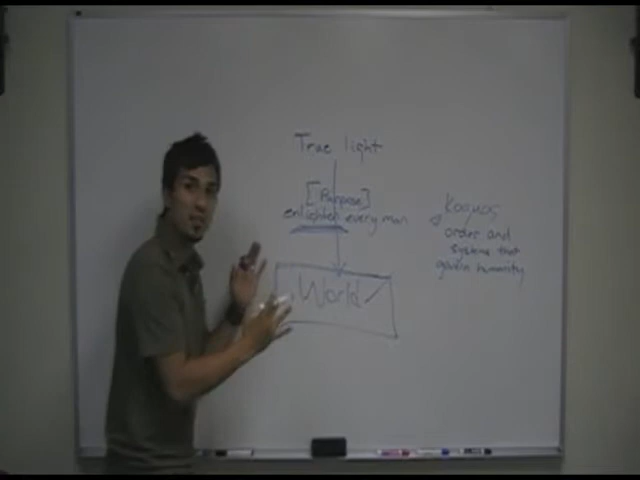 True light
[Purpose]
enlighten every man
World
Kosmos
order and
systems that
govern humanity